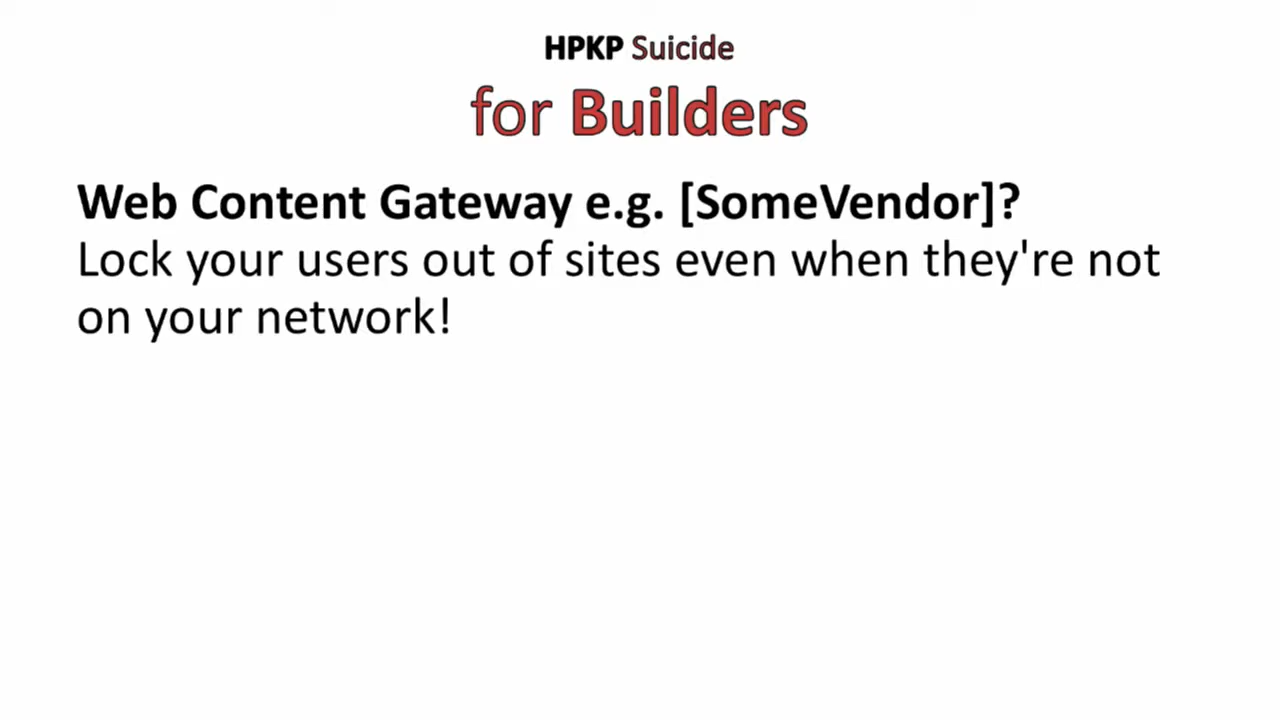 HPKP Suicide
for Builders
Web Content Gateway e.g. [SomeVendor]?
Lock your users out of sites even when they're not
on your network!